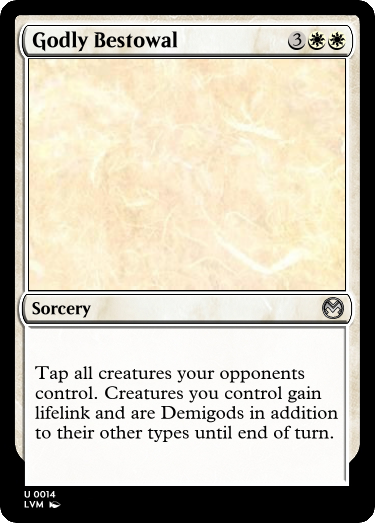 Godly Bestowal 3
Sorcery
Tap all creatures your opponents
control. Creatures you control gain
lifelink and are Demigods in addition
to their other types until end of turn.
U 0014
LVM